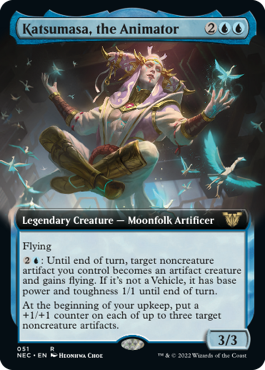 Katsumasa, the Animator 2
Legendary Creature — Moonfolk Artificer
Flying
2 : Until end of turn, target noncreature
artifact you control becomes an artifact creature
and gains flying. If it's not a Vehicle, it has base
power and toughness 1/1 until end of turn.
At the beginning of your upkeep, put a
+1/+1 counter on each of up to three target
noncreature artifacts.
3/3
051 R
NEC • EN Heonhwa Choe
™ & © 2022 Wizards of the Coast